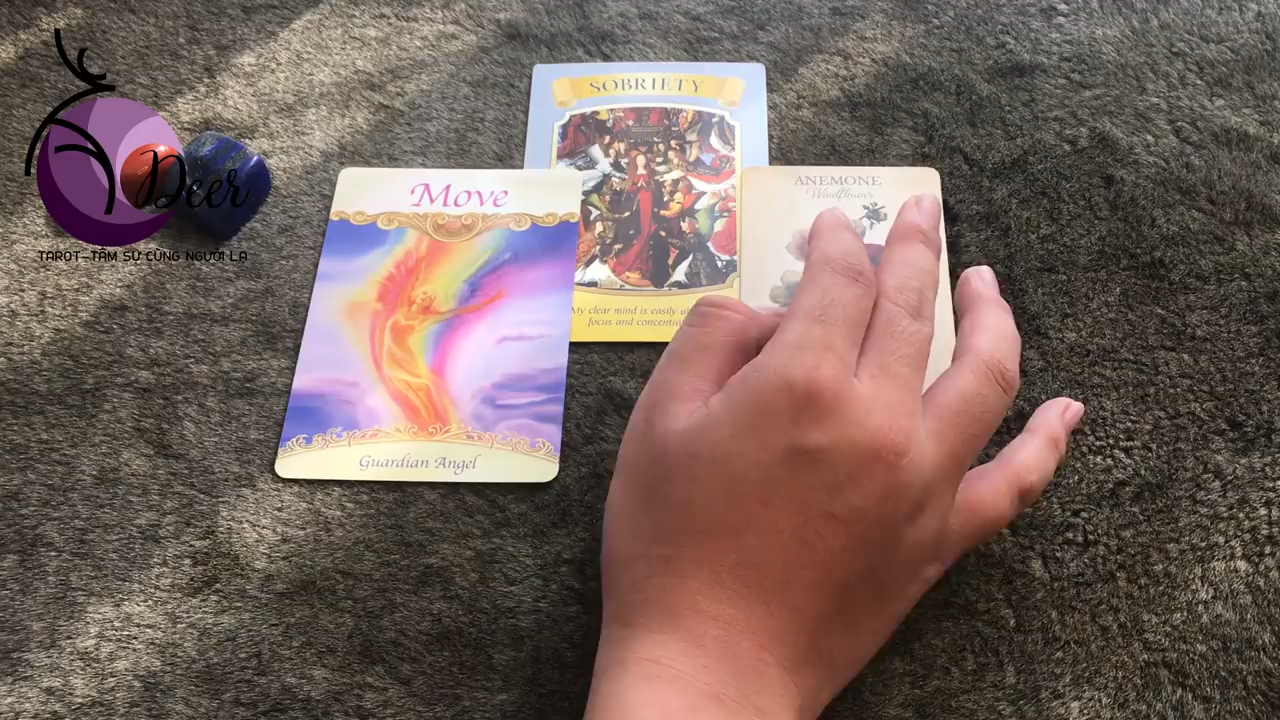 Deer
TAROT-TÂM SỰ CÙNG NGƯỜI LẠ
SOBRIETY
My clear mind is easily
focus and
Move
Guardian Angel
ANEMONE
Windflowers